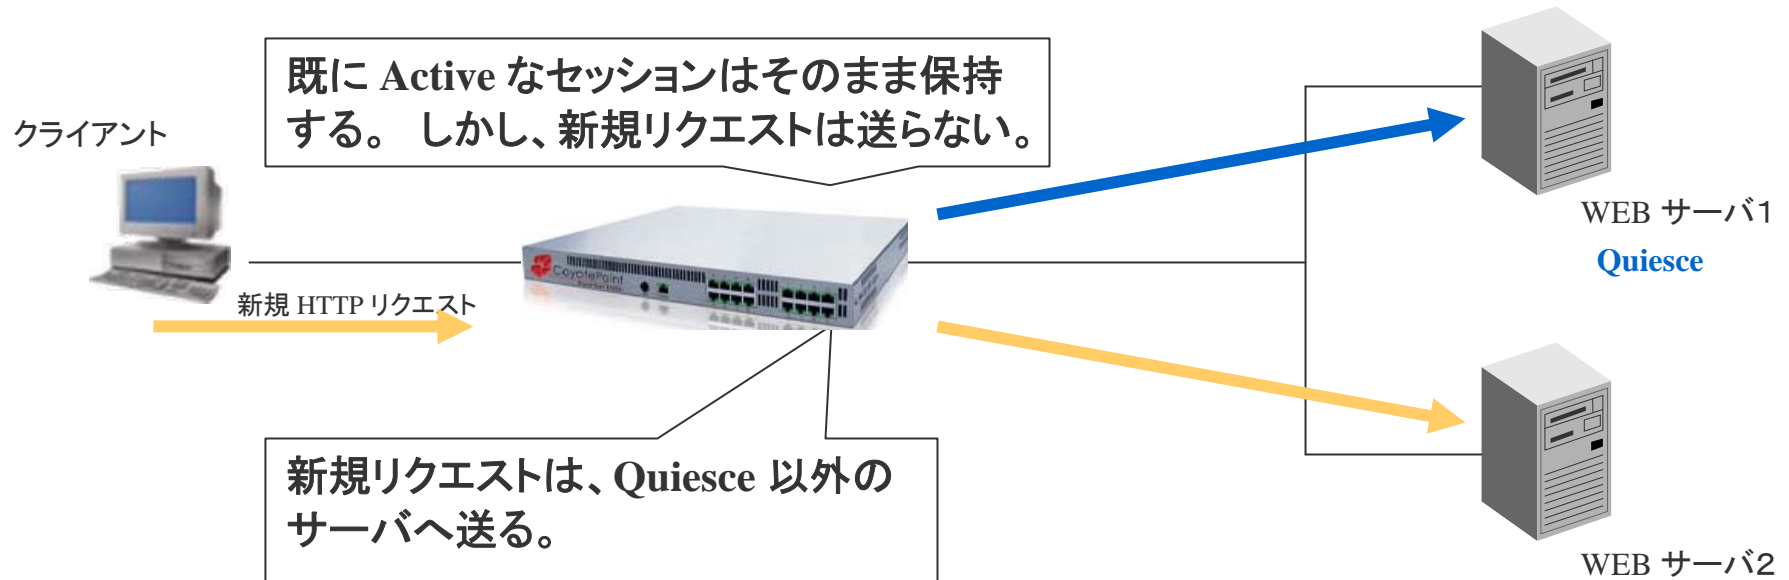 既に Active なセッションはそのまま保持
する。 しかし、新規リクエストは送らない。
クライアント
WEB サーバ1
Quiesce
CoyotePoint
新規 HTTP リクエスト
新規リクエストは、Quiesce 以外の
サーバへ送る。
WEB サーバ2